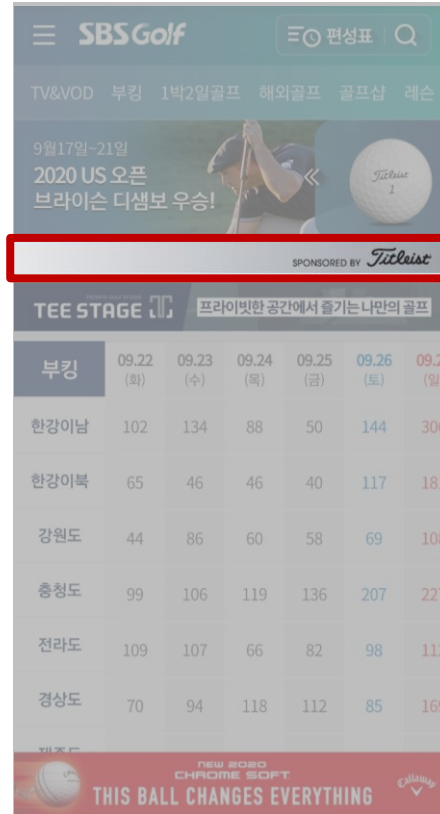 SBS Golf 편성표
TV&VOD 부킹 1박2일골프 해외골프 골프샵 레슨
9월17일~21일
2020 US 오픈
브라이슨 디섐보 우승!
Titleist
1
SPONSORED BY Titleist
TEE STAGE 프라이빗한 공간에서 즐기는 나만의 골프
부킹 09.22 09.23 09.24 09.25 09.26
(화) (수) (목) (금) (토)
한강이남 102 134 88 50 144
한강이북 65 46 46 40 117
강원도 44 86 60 58 69
충청도 99 106 119 136 207
전라도 109 107 66 82 98
경상도 70 94 118 112 85
NEW 2020
CHROME SOFT
THIS BALL CHANGES EVERYTHING
Callaway